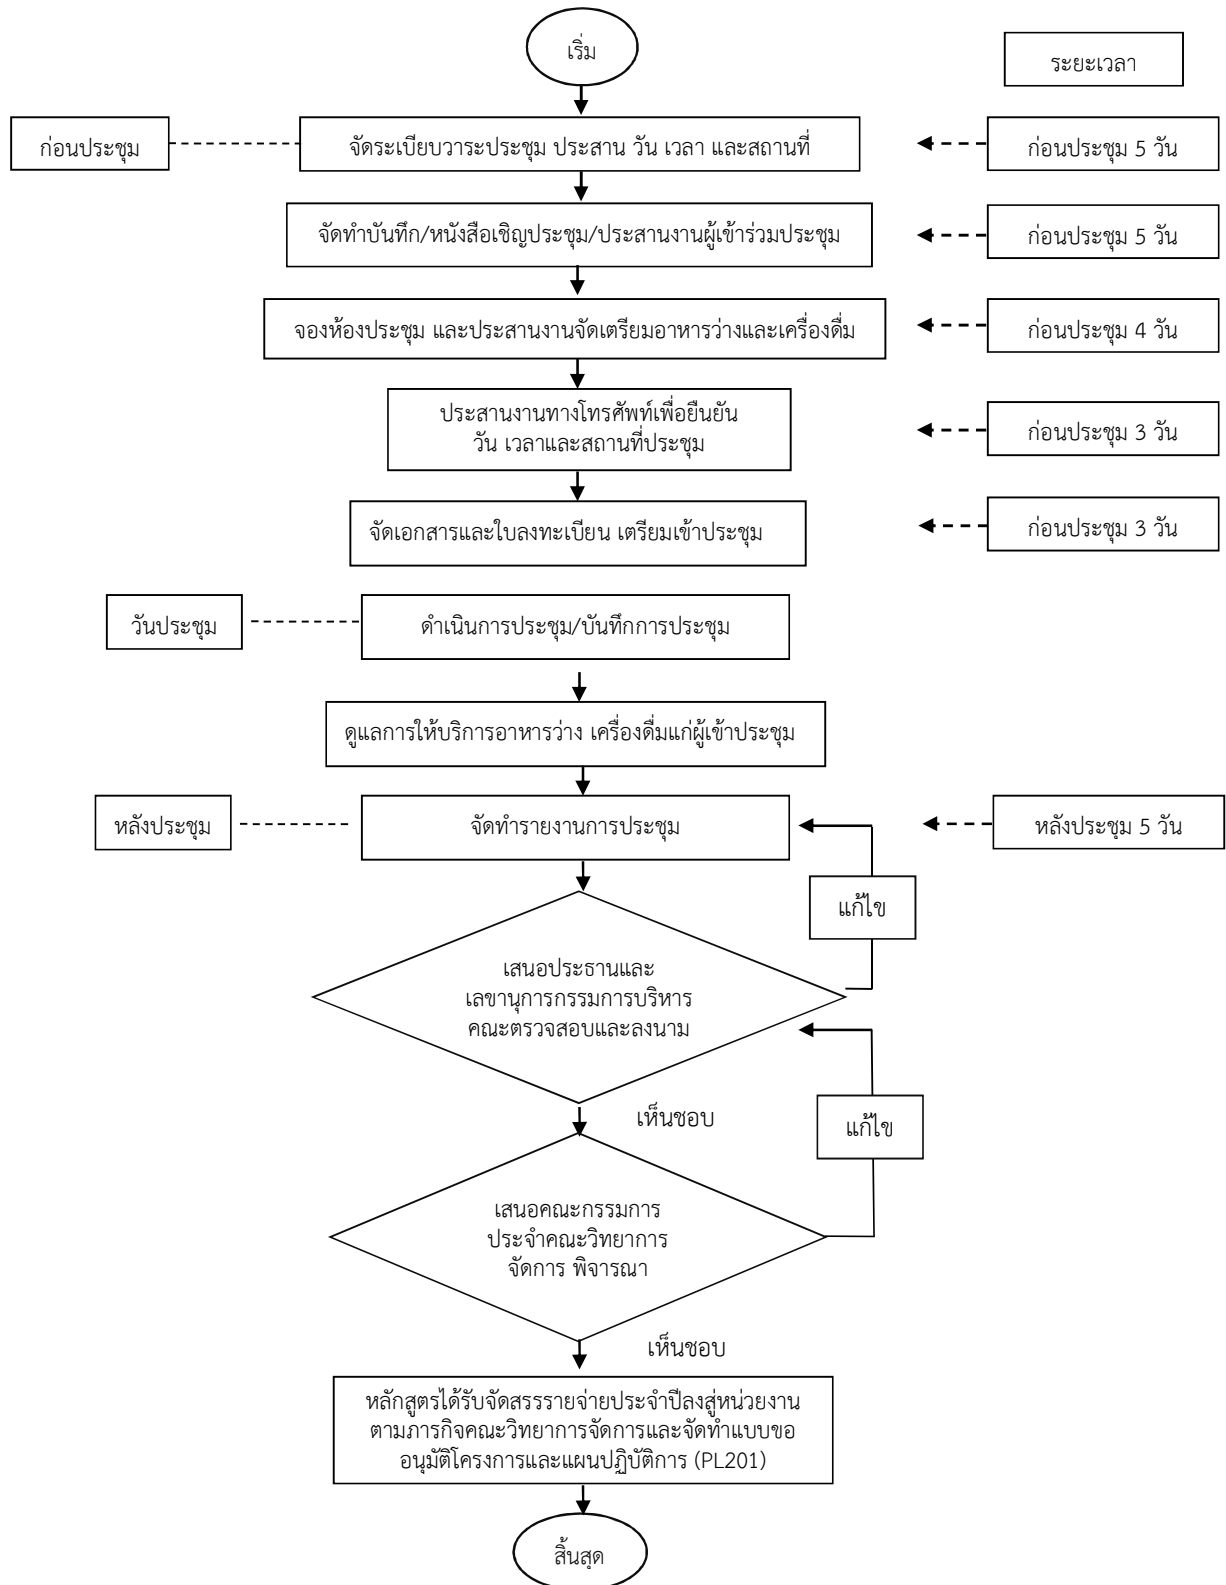 เริ่ม
ระยะเวลา
ก่อนประชุม
จัดระเบียบวาระประชุม ประสาน วัน เวลา และสถานที่
ก่อนประชุม 5 วัน
จัดทำบันทึก/หนังสือเชิญประชุม/ประสานงานผู้เข้าร่วมประชุม
ก่อนประชุม 5 วัน
จองห้องประชุม และประสานงานจัดเตรียมอาหารว่างและเครื่องดื่ม
ก่อนประชุม 4 วัน
ประสานงานทางโทรศัพท์เพื่อยืนยัน
วัน เวลาและสถานที่ประชุม
ก่อนประชุม 3 วัน
จัดเอกสารและใบลงทะเบียน เตรียมเข้าประชุม
ก่อนประชุม 3 วัน
วันประชุม
ดำเนินการประชุม/บันทึกการประชุม
ดูแลการให้บริการอาหารว่าง เครื่องดื่มแก่ผู้เข้าประชุม
หลังประชุม
จัดทำรายงานการประชุม
หลังประชุม 5 วัน
แก้ไข
เสนอประธานและ
เลขานุการกรรมการบริหาร
คณะตรวจสอบและลงนาม
เห็นชอบ
แก้ไข
เสนอคณะกรรมการ
ประจำคณะวิทยาการ
จัดการ พิจารณา
เห็นชอบ
หลักสูตรได้รับจัดสรรรายจ่ายประจำปีลงสู่หน่วยงาน
ตามภารกิจคณะวิทยาการจัดการและจัดทำแบบขอ
อนุมัติโครงการและแผนปฏิบัติการ (PL201)
สิ้นสุด